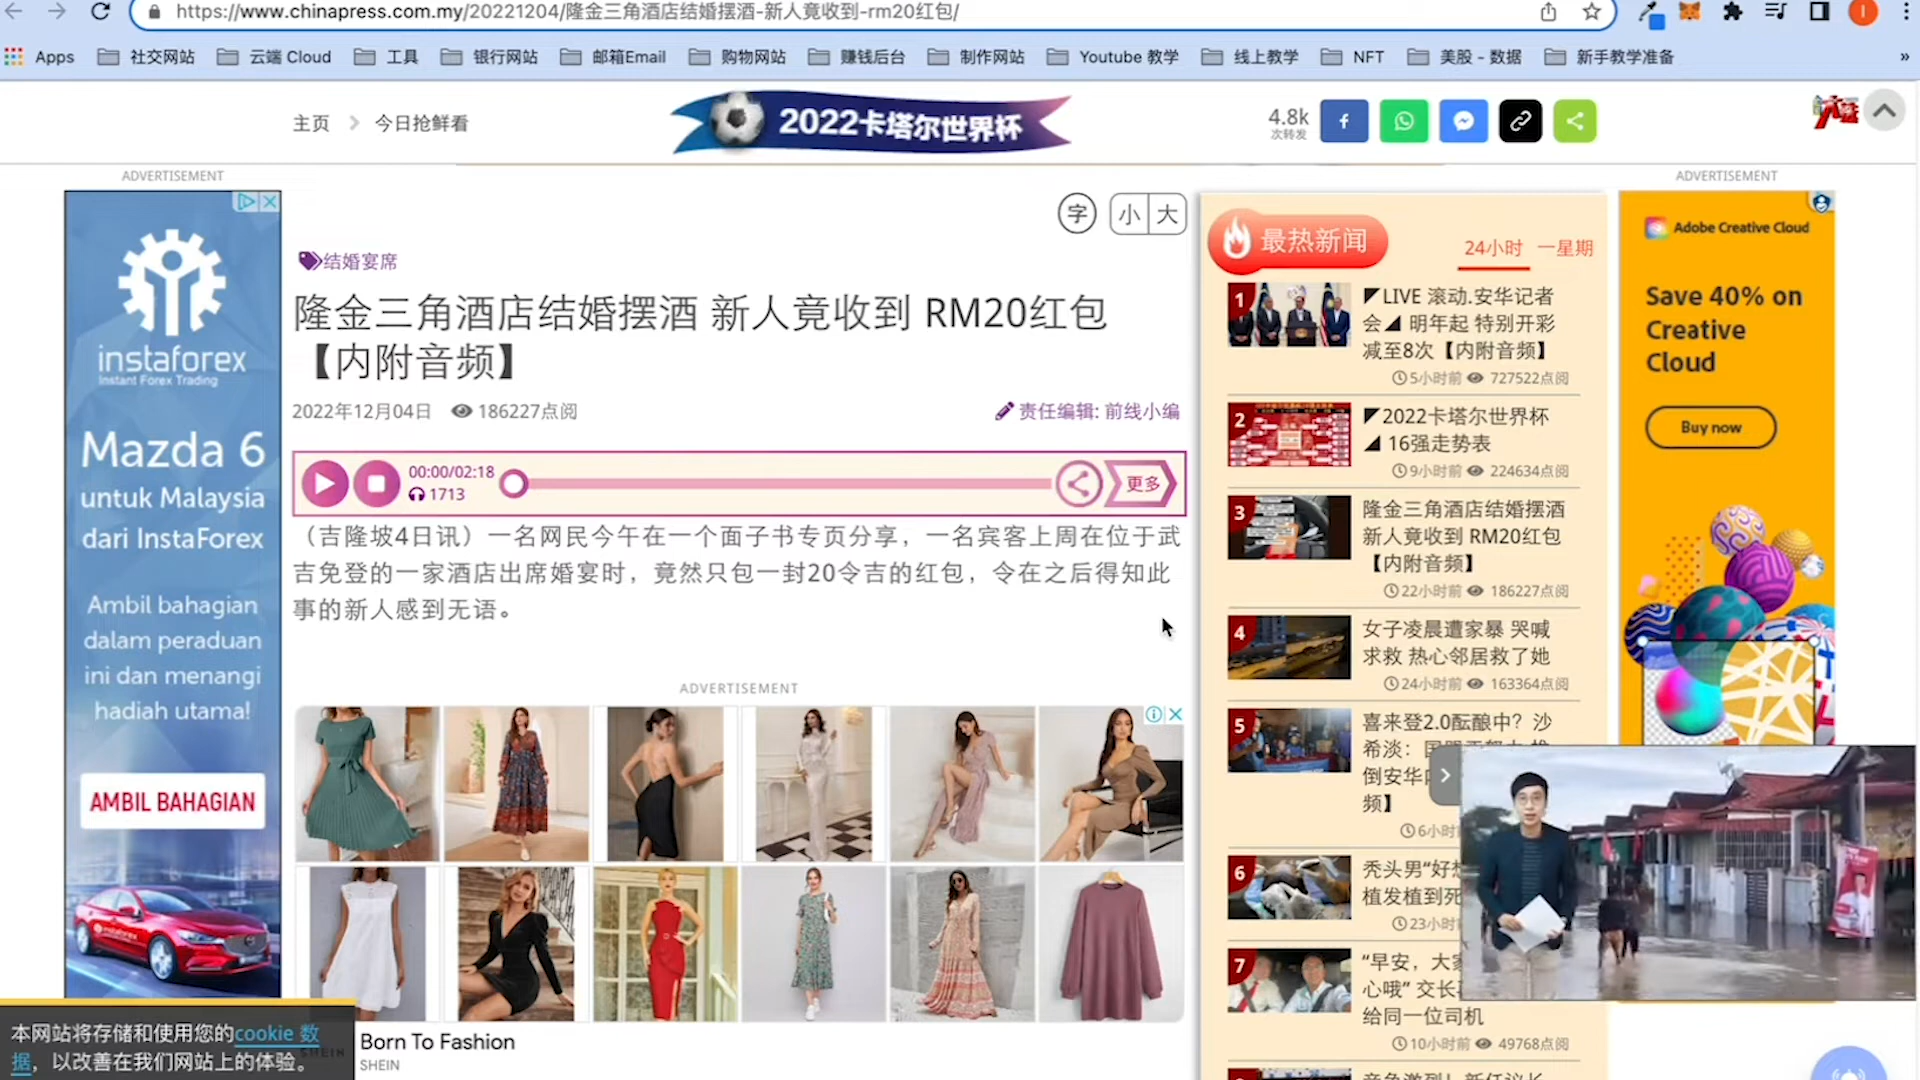 https://www.chinapress.com.my/20221204/隆金三角酒店结婚摆酒-新人竟收到-rm20红包/
Apps
社交网站
云端 Cloud
工具
银行网站
邮箱Email
购物网站
赚钱后台
制作网站
Youtube 教学
线上教学
NFT
美股 - 数据
新手教学准备
»
主页
今日抢鲜看
2022卡塔尔世界杯
4.8k
次转发
ADVERTISEMENT
instaforex
Instant Forex Trading
Mazda 6
untuk Malaysia
dari InstaForex
Ambil bahagian
dalam peraduan
ini dan menangi
hadiah utama!
AMBIL BAHAGIAN
instaforex
字
小
大
结婚宴席
隆金三角酒店结婚摆酒 新人竟收到 RM20红包
【内附音频】
2022年12月04日
186227点阅
责任编辑: 前线小编
00:00/02:18
1713
更多
（吉隆坡4日讯）一名网民今午在一个面子书专页分享，一名宾客上周在位于武
吉免登的一家酒店出席婚宴时，竟然只包一封20令吉的红包，令在之后得知此
事的新人感到无语。
ADVERTISEMENT
Born To Fashion
SHEIN
SHEIN
本网站将存储和使用您的cookie 数
据，以改善在我们网站上的体验。
最热新闻
24小时
一星期
1
◤LIVE 滚动.安华记者
会◢ 明年起 特别开彩
减至8次【内附音频】
5小时前
727522点阅
2
◤2022卡塔尔世界杯
◢ 16强走势表
9小时前
224634点阅
3
隆金三角酒店结婚摆酒
新人竟收到 RM20红包
【内附音频】
22小时前
186227点阅
4
女子凌晨遭家暴 哭喊
求救 热心邻居救了她
24小时前
163364点阅
5
喜来登2.0酝酿中？沙
希淡：
倒安华
频】
6小时
6
秃头男“好想
植发植到死
23小时
7
“早安，大家
心哦” 交长
给同一位司机
10小时前
49768点阅
ADVERTISEMENT
Adobe Creative Cloud
Save 40% on
Creative
Cloud
Buy now